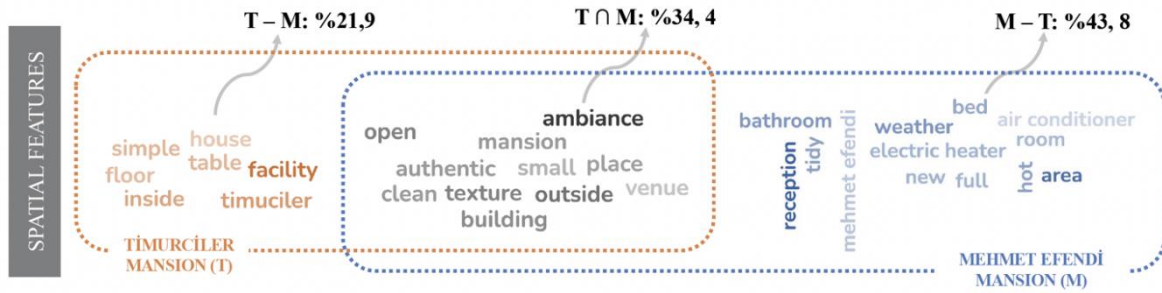 T – M: %21,9
T ∩ M: %34, 4
M – T: %43, 8
SPATIAL FEATURES
simple
house
table
floor
facility
inside
timuciler
TİMURCİLER
MANSION (T)
open
ambiance
mansion
authentic
small
place
clean
texture
outside
venue
building
bathroom
reception
tidy
mehmet efendi
weather
bed
air conditioner
electric heater
room
new
full
hot
area
MEHMET EFENDİ
MANSION (M)